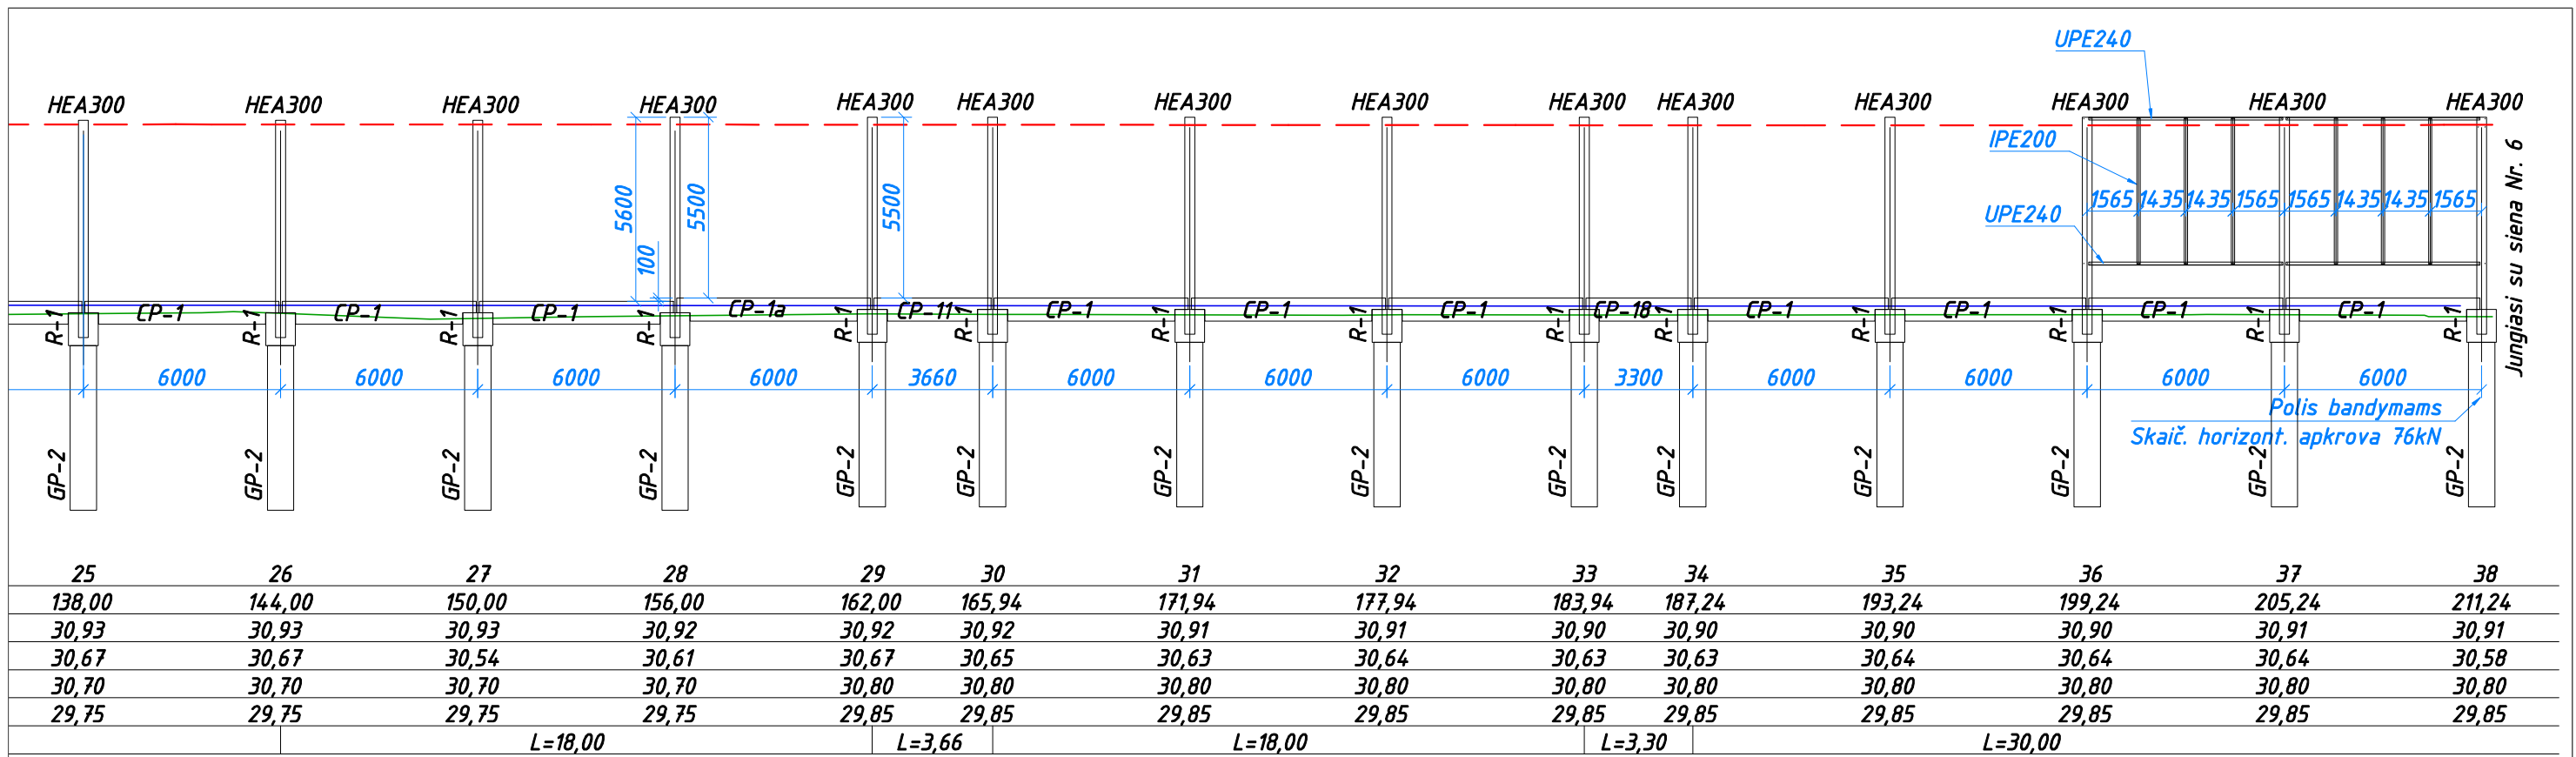 UPE240
HEA300 HEA300 HEA300 HEA300 HEA300 HEA300 HEA300 HEA300 HEA300 HEA300 HEA300 HEA300 HEA300 HEA300
IPE200
5600 5500 5500 1565 1435 1435 1565 1565 1435 1435 1565
UPE240
100
Jungiasi su siena Nr. 6
CP-1 CP-1 CP-1 CP-1a CP-11 CP-1 CP-1 CP-1 CP-18 CP-1 CP-1 CP-1 CP-1
R-1 R-1 R-1 R-1 R-1 R-1 R-1 R-1 R-1 R-1 R-1 R-1 R-1 R-1
6000 6000 6000 6000 3660 6000 6000 6000 3300 6000 6000 6000 6000
Polis bandymams
Skaič. horizont. apkrova 76kN
GP-2 GP-2 GP-2 GP-2 GP-2 GP-2 GP-2 GP-2 GP-2 GP-2 GP-2 GP-2 GP-2 GP-2
25 26 27 28 29 30 31 32 33 34 35 36 37 38
138,00 144,00 150,00 156,00 162,00 165,94 171,94 177,94 183,94 187,24 193,24 199,24 205,24 211,24
30,93 30,93 30,93 30,92 30,92 30,92 30,91 30,91 30,90 30,90 30,90 30,90 30,91 30,91
30,67 30,67 30,54 30,61 30,67 30,65 30,63 30,64 30,63 30,63 30,64 30,64 30,64 30,58
30,70 30,70 30,70 30,70 30,80 30,80 30,80 30,80 30,80 30,80 30,80 30,80 30,80 30,80
29,75 29,75 29,75 29,75 29,85 29,85 29,85 29,85 29,85 29,85 29,85 29,85 29,85 29,85
L=18,00 L=3,66 L=18,00 L=3,30 L=30,00